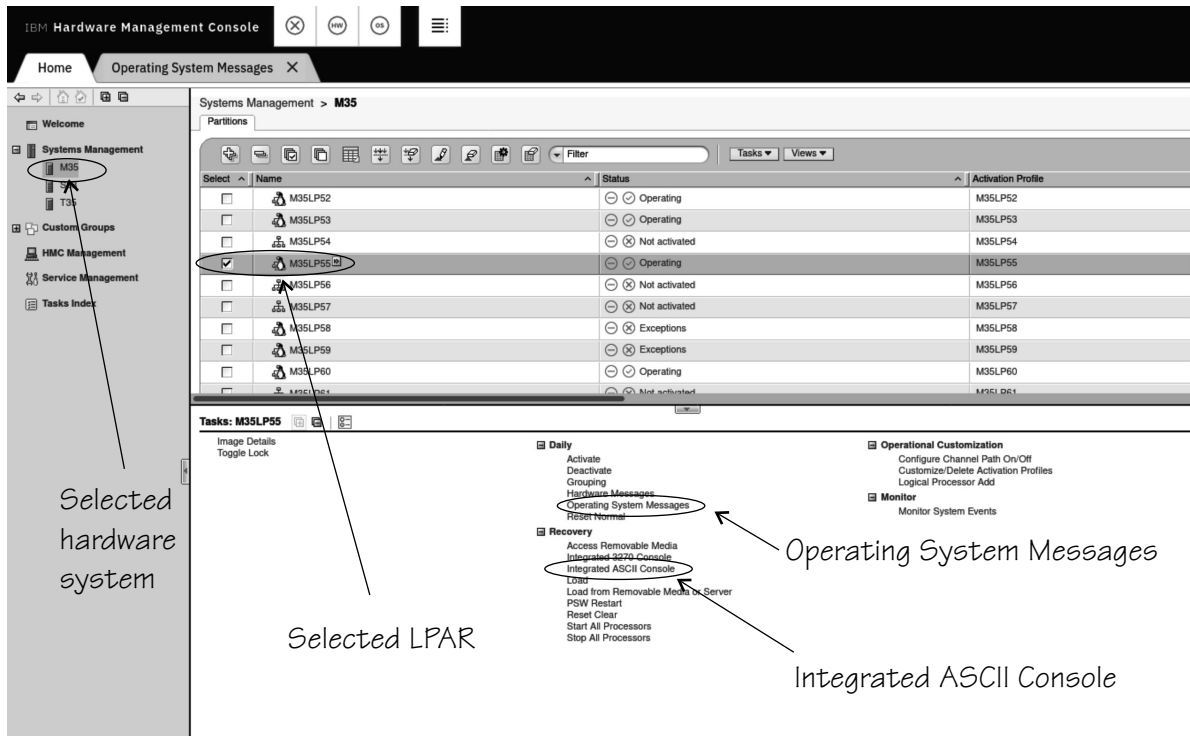 IBM Hardware Management Console
HW
OS
Home
Operating System Messages X
Welcome
Systems Management
M35
T35
Custom Groups
HMC Management
Service Management
Tasks Index
Systems Management > M35
Partitions
Filter
Tasks
Views
Select Name Status Activation Profile
M35LP52 Operating M35LP52
M35LP53 Operating M35LP53
M35LP54 Not activated M35LP54
M35LP55 Operating M35LP55
M35LP56 Not activated M35LP56
M35LP57 Not activated M35LP57
M35LP58 Exceptions M35LP58
M35LP59 Exceptions M35LP59
M35LP60 Operating M35LP60
M35LP61 Not activated M35LP61
Tasks: M35LP55
Image Details
Toggle Lock
Daily
Activate
Deactivate
Grouping
Hardware Messages
Operating System Messages
Reset Normal
Recovery
Access Removable Media
Integrated 3270 Console
Integrated ASCII Console
Load
Load from Removable Media or Server
PSW Restart
Reset Clear
Start All Processors
Stop All Processors
Operational Customization
Configure Channel Path On/Off
Customize/Delete Activation Profiles
Logical Processor Add
Monitor
Monitor System Events
Selected
hardware
system
Selected LPAR
Operating System Messages
Integrated ASCII Console